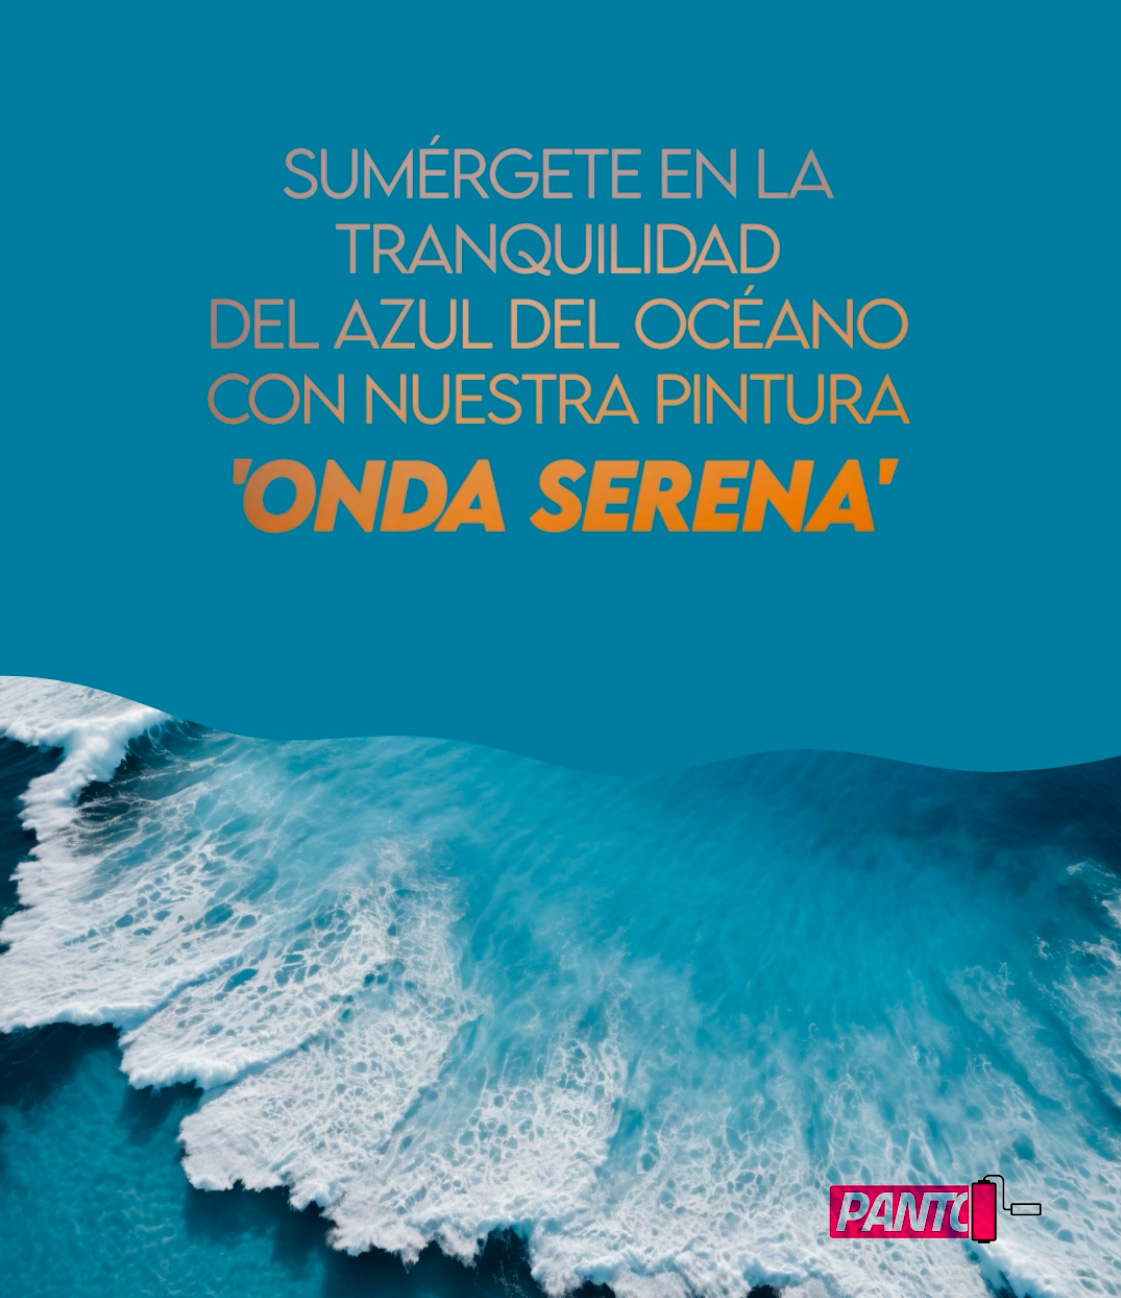 SUMÉRGETE EN LA
TRANQUILIDAD
DEL AZUL DEL OCÉANO
CON NUESTRA PINTURA
'ONDA SERENA'
PANTO